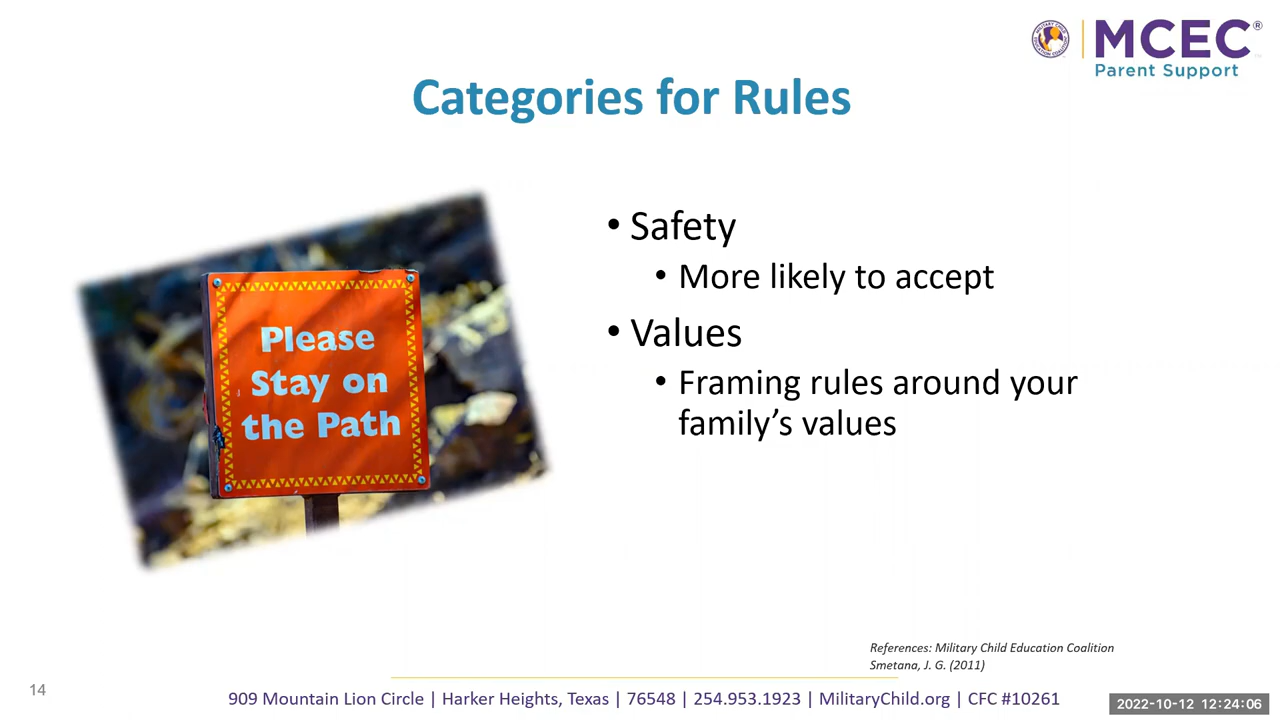 MCEC®
Parent Support
Categories for Rules
Please
Stay on
the Path
• Safety
• More likely to accept
• Values
• Framing rules around your
family’s values
References: Military Child Education Coalition
Smetana, J. G. (2011)
14
909 Mountain Lion Circle | Harker Heights, Texas | 76548 | 254.953.1923 | MilitaryChild.org | CFC #10261
2022-10-12 12:24:06